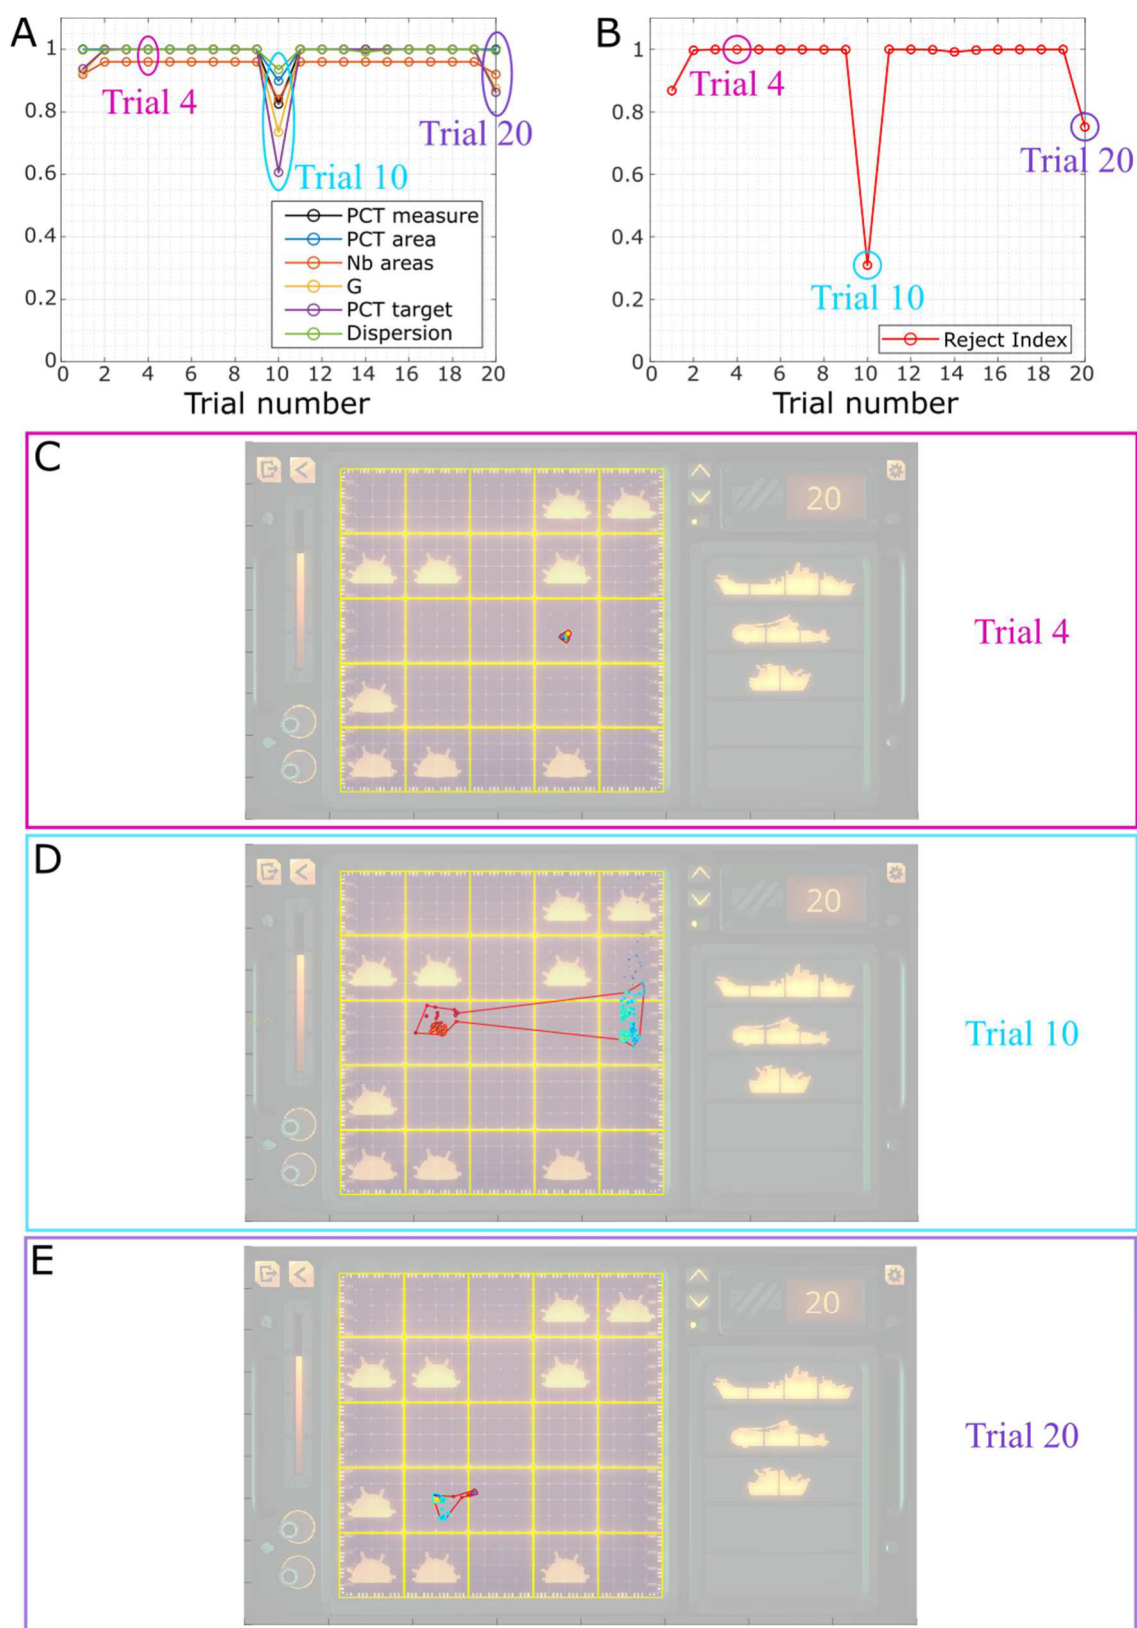 A
1
0.8
0.6
0.4
0.2
0
0 2 4 6 8 10 12 14 16 18 20
Trial number
Trial 4
Trial 10
Trial 20
PCT measure
PCT area
Nb areas
G
PCT target
Dispersion
B
1
0.8
0.6
0.4
0.2
0
0 2 4 6 8 10 12 14 16 18 20
Trial number
Trial 4
Trial 10
Trial 20
Reject Index
C
20
Trial 4
D
20
Trial 10
E
20
Trial 20